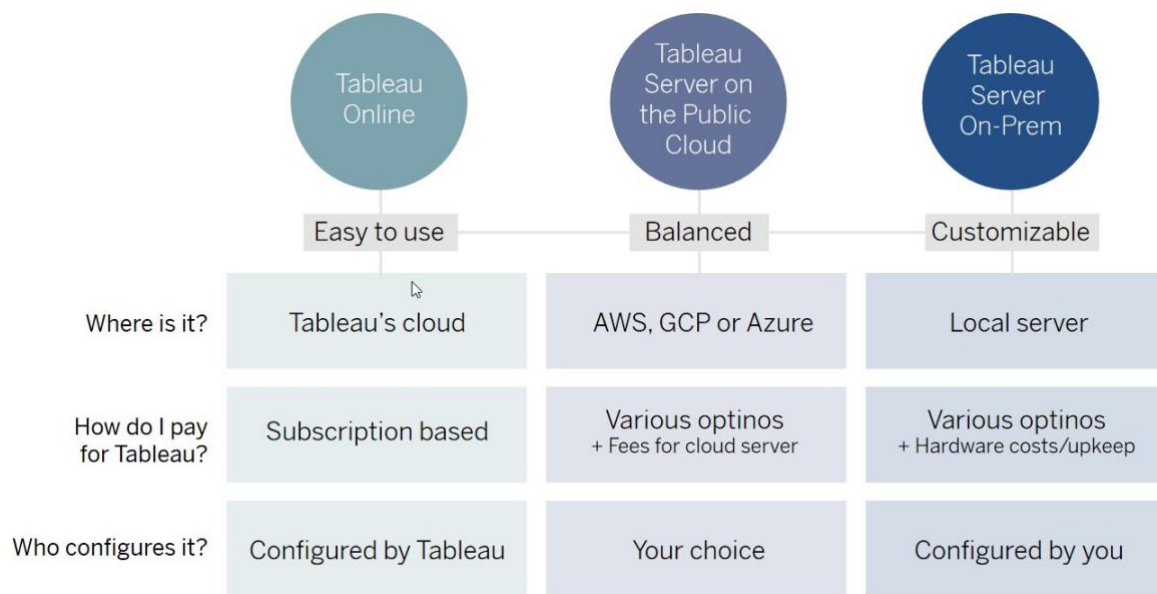 Tableau
Online
Tableau
Server on
the Public
Cloud
Tableau
Server
On-Prem
Easy to use
Balanced
Customizable
Where is it?
Tableau's cloud
AWS, GCP or Azure
Local server
How do I pay
for Tableau?
Subscription based
Various optinos
+ Fees for cloud server
Various optinos
+ Hardware costs/upkeep
Who configures it?
Configured by Tableau
Your choice
Configured by you